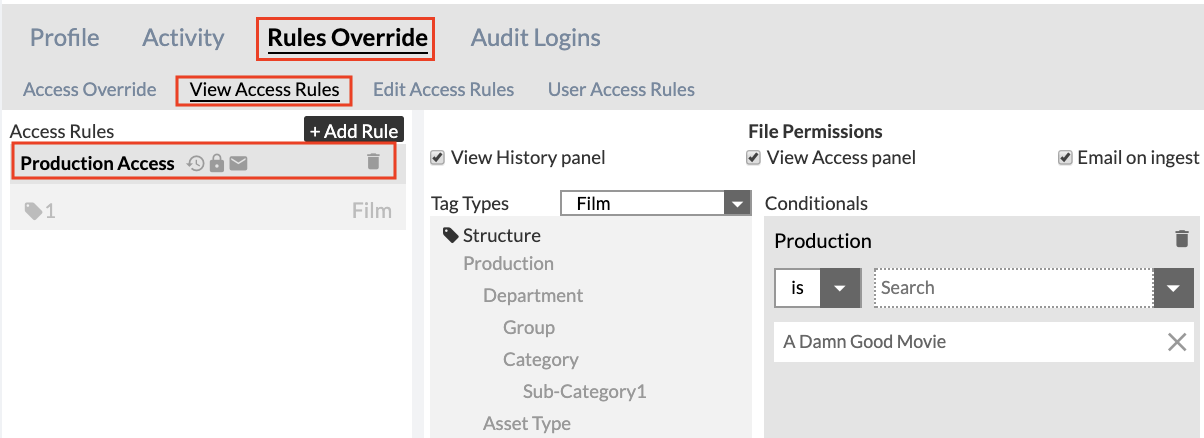 Profile Activity Rules Override Audit Logins
Access Override View Access Rules Edit Access Rules User Access Rules
Access Rules + Add Rule
Production Access
1 Film
File Permissions
View History panel View Access panel Email on ingest
Tag Types Film Conditionals
Structure
Production
Department
Group
Category
Sub-Category1
Asset Type
Production
is Search
A Damn Good Movie